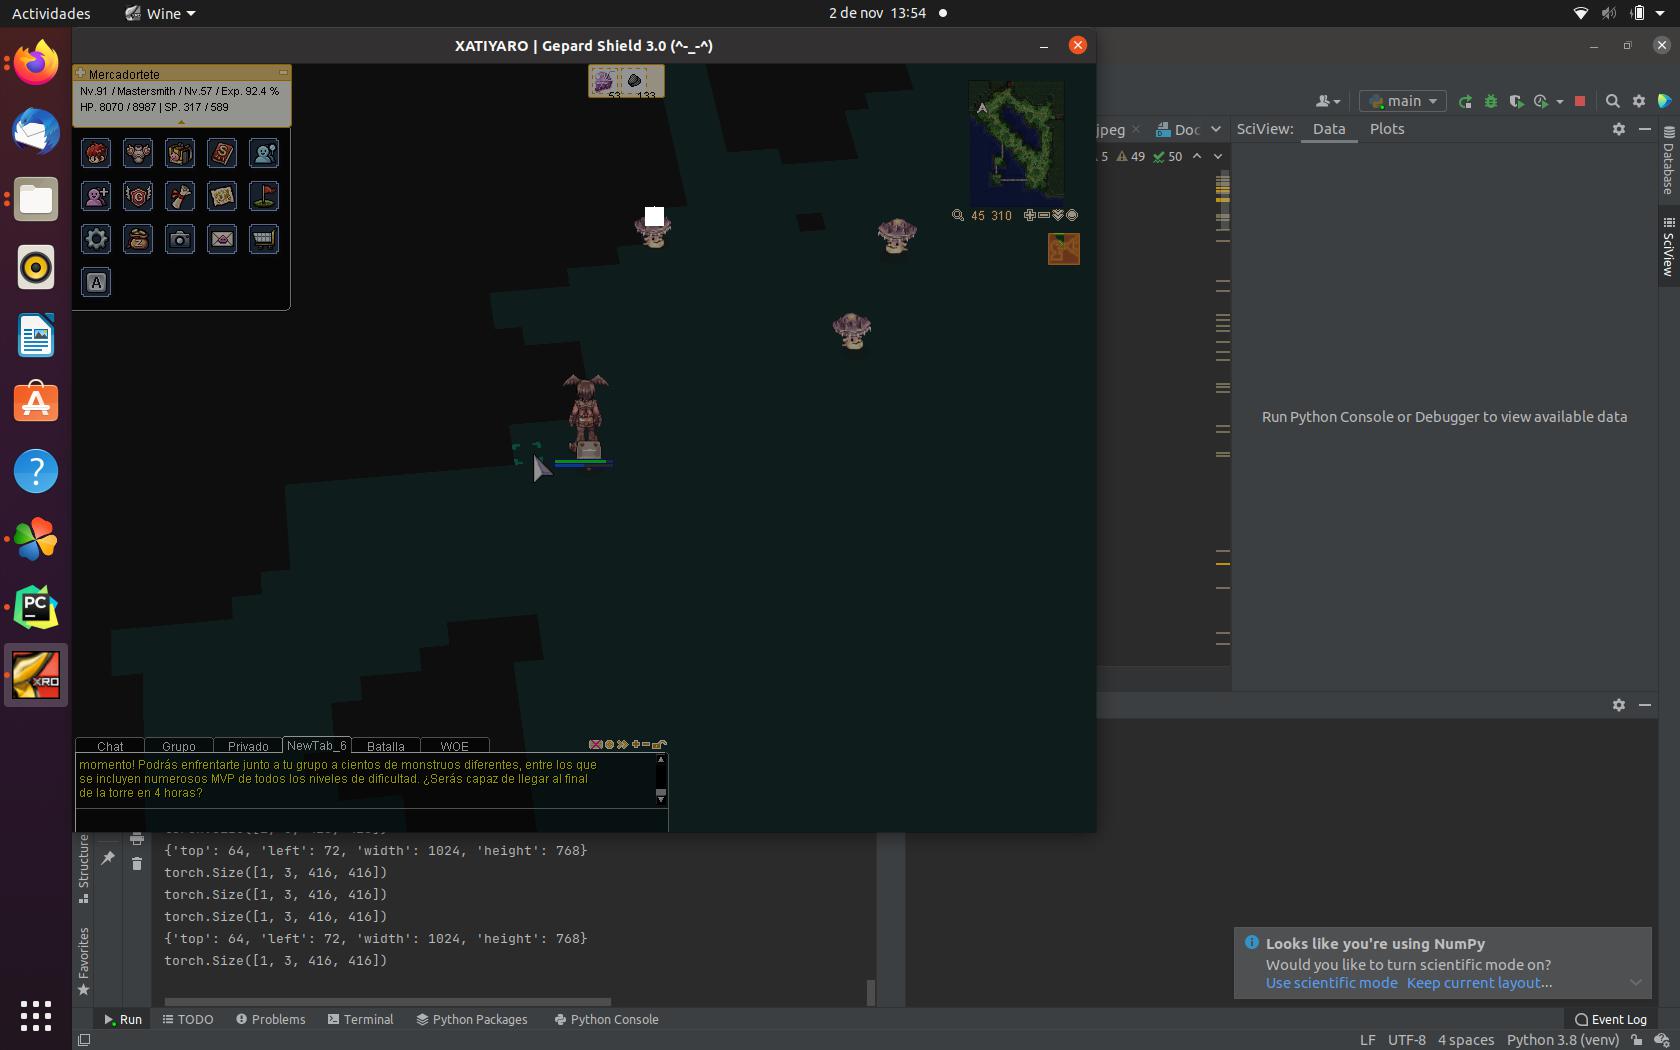 Actividades
Wine
2 de nov 13:54
XATIYARO | Gepard Shield 3.0 (^-_-^)
Mercadortete
Nv.91 / Mastersmith / Nv.57 / Exp. 92.4 %
HP. 8070 / 8987 | SP. 317 / 589
53
133
45 310
Chat
Grupo
Privado
NewTab_6
Batalla
WOE
momento! Podrás enfrentarte junto a tu grupo a cientos de monstruos diferentes, entre los que
se incluyen numerosos MVP de todos los niveles de dificultad. ¿Serás capaz de llegar al final
de la torre en 4 horas?
main
jpeg
Doc
SciView:
Data
Plots
5
49
50
Database
SciView
Run Python Console or Debugger to view available data
Structure
Favorites
{'top': 64, 'left': 72, 'width': 1024, 'height': 768}
torch.Size([1, 3, 416, 416])
torch.Size([1, 3, 416, 416])
torch.Size([1, 3, 416, 416])
{'top': 64, 'left': 72, 'width': 1024, 'height': 768}
torch.Size([1, 3, 416, 416])
Looks like you're using NumPy
Would you like to turn scientific mode on?
Use scientific mode Keep current layout...
Run
TODO
Problems
Terminal
Python Packages
Python Console
Event Log
LF UTF-8 4 spaces Python 3.8 (venv)
PC
XRO
A